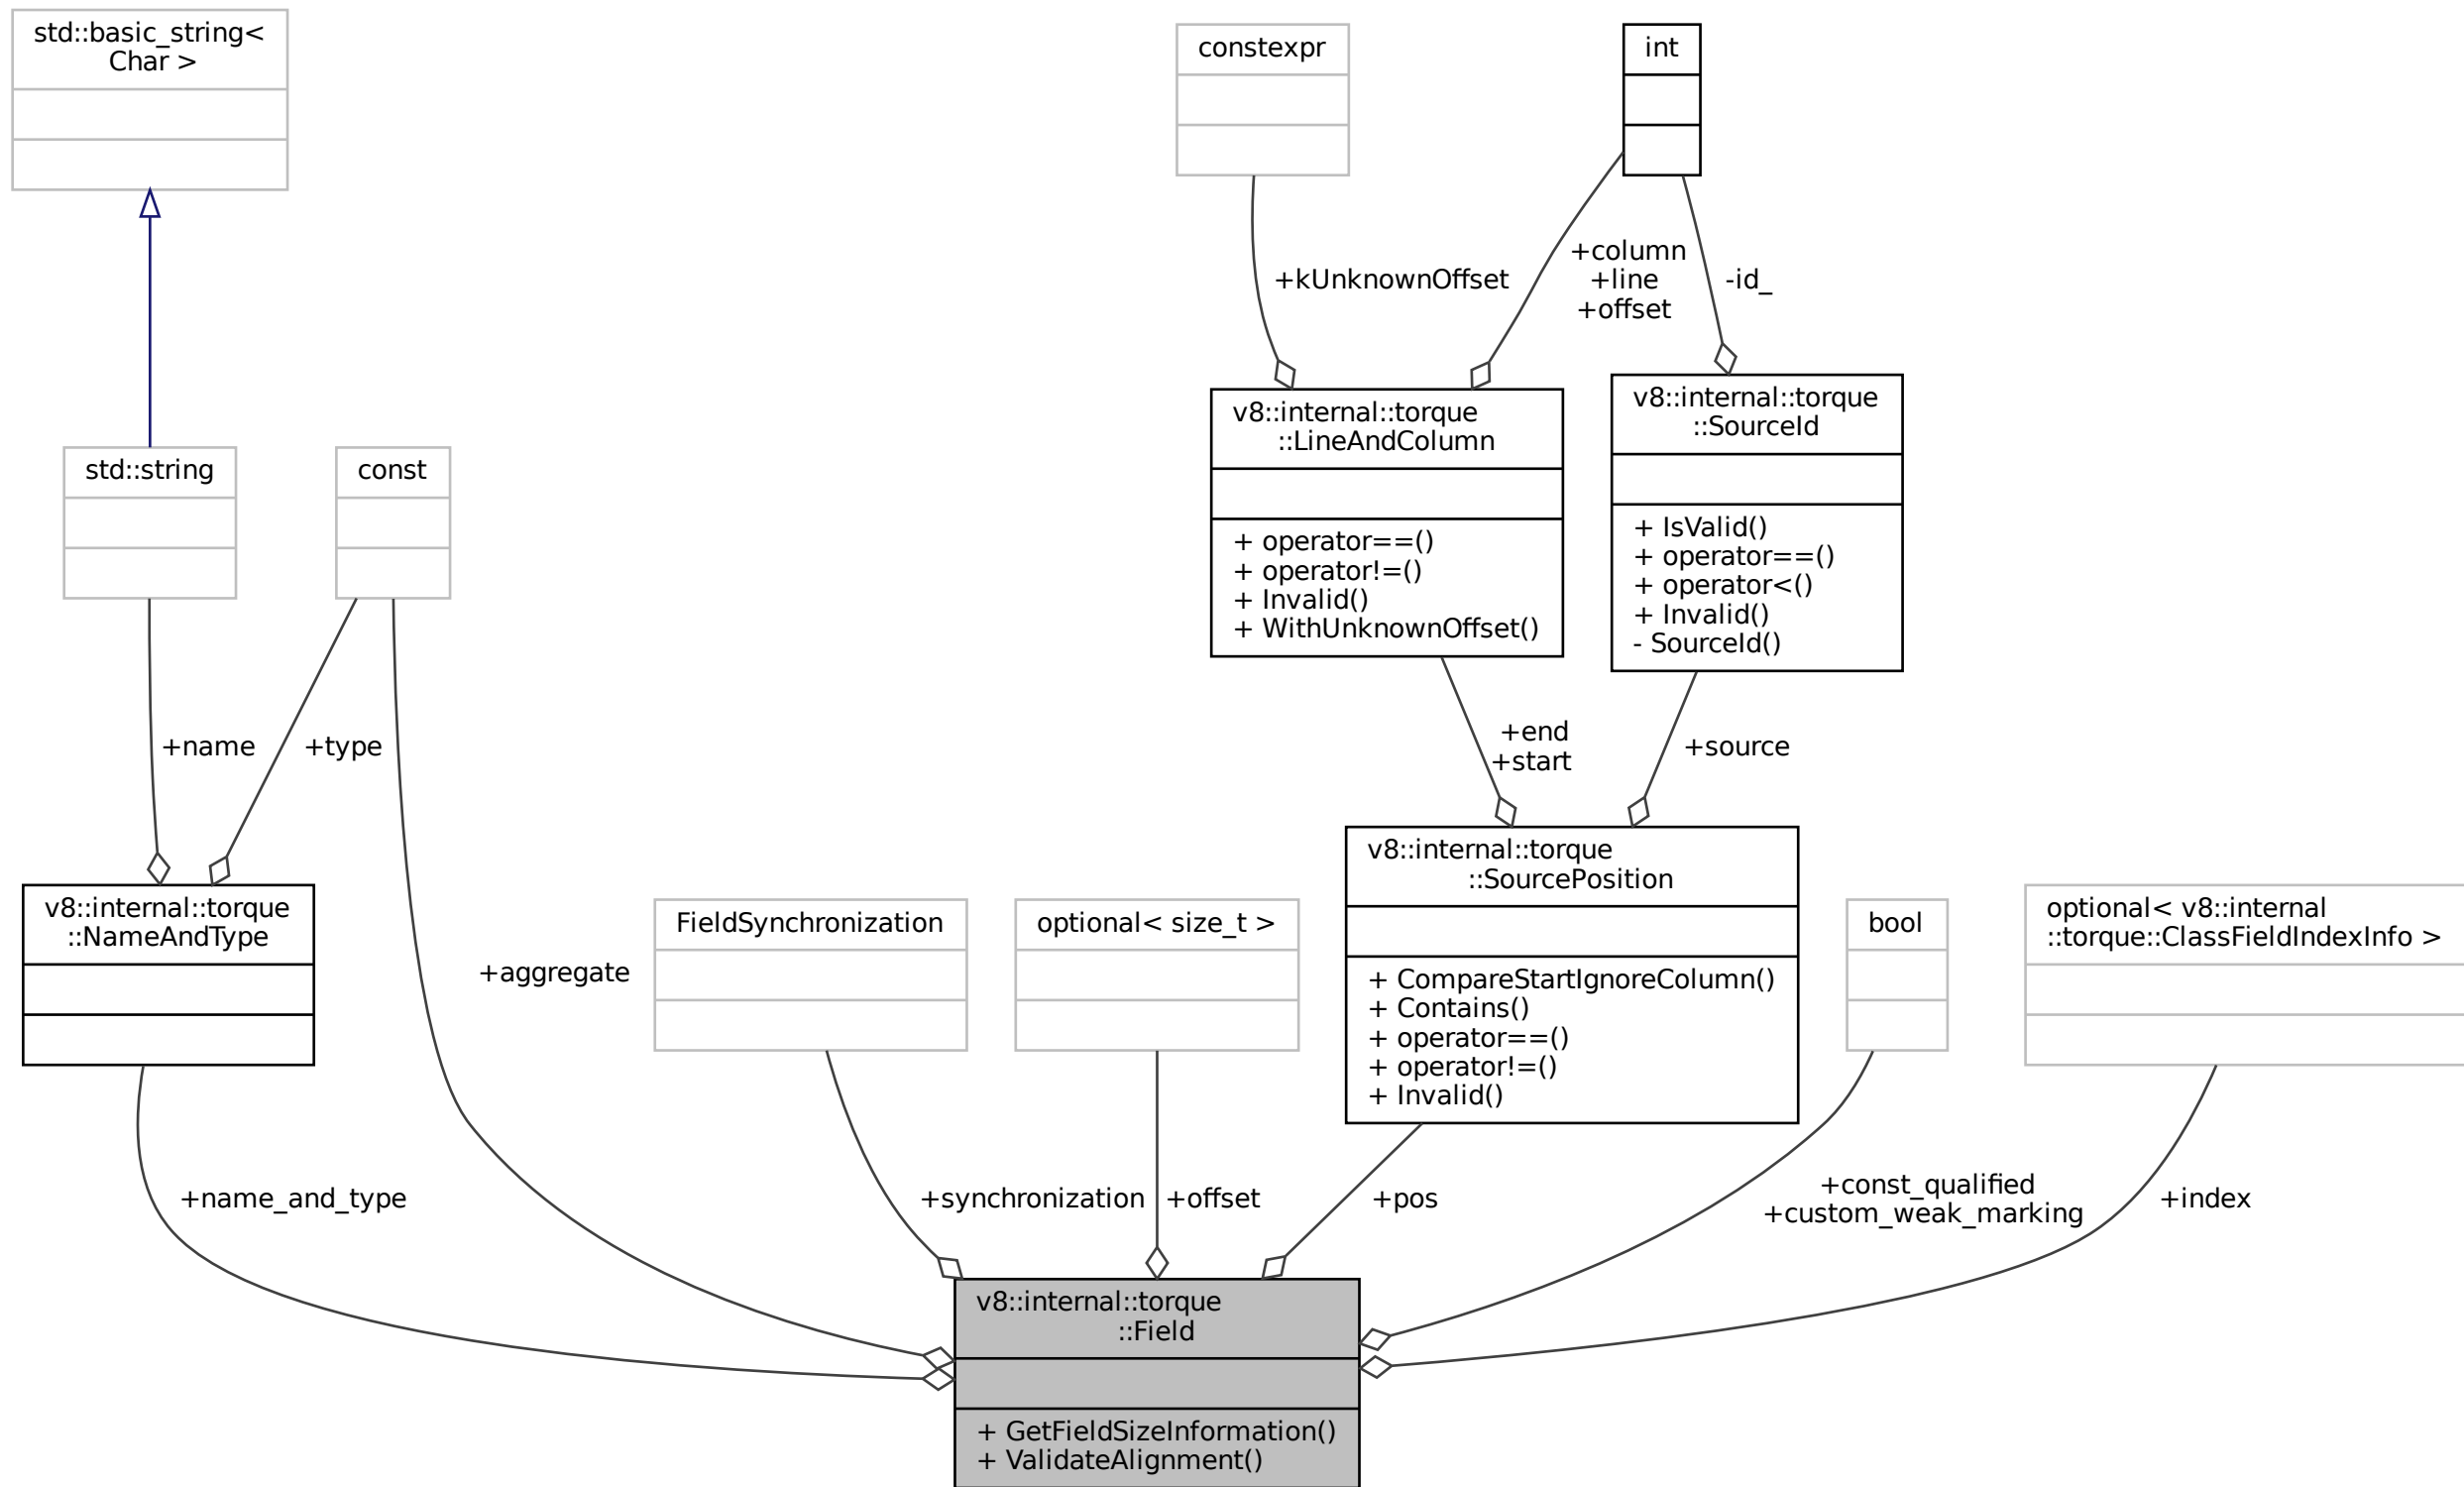 std::basic_string<
Char >
constexpr
int
+column
+line
+offset
+kUnknownOffset
-id_
v8::internal::torque
::LineAndColumn
+ operator==()
+ operator!=()
+ Invalid()
+ WithUnknownOffset()
v8::internal::torque
::SourceId
+ IsValid()
+ operator==()
+ operator<()
+ Invalid()
- SourceId()
std::string
const
+name
+type
+end
+start
+source
v8::internal::torque
::NameAndType
+aggregate
FieldSynchronization
optional< size_t >
v8::internal::torque
::SourcePosition
+ CompareStartIgnoreColumn()
+ Contains()
+ operator==()
+ operator!=()
+ Invalid()
bool
optional< v8::internal
::torque::ClassFieldIndexInfo >
+name_and_type
+synchronization
+offset
+pos
+const_qualified
+custom_weak_marking
+index
v8::internal::torque
::Field
+ GetFieldSizeInformation()
+ ValidateAlignment()